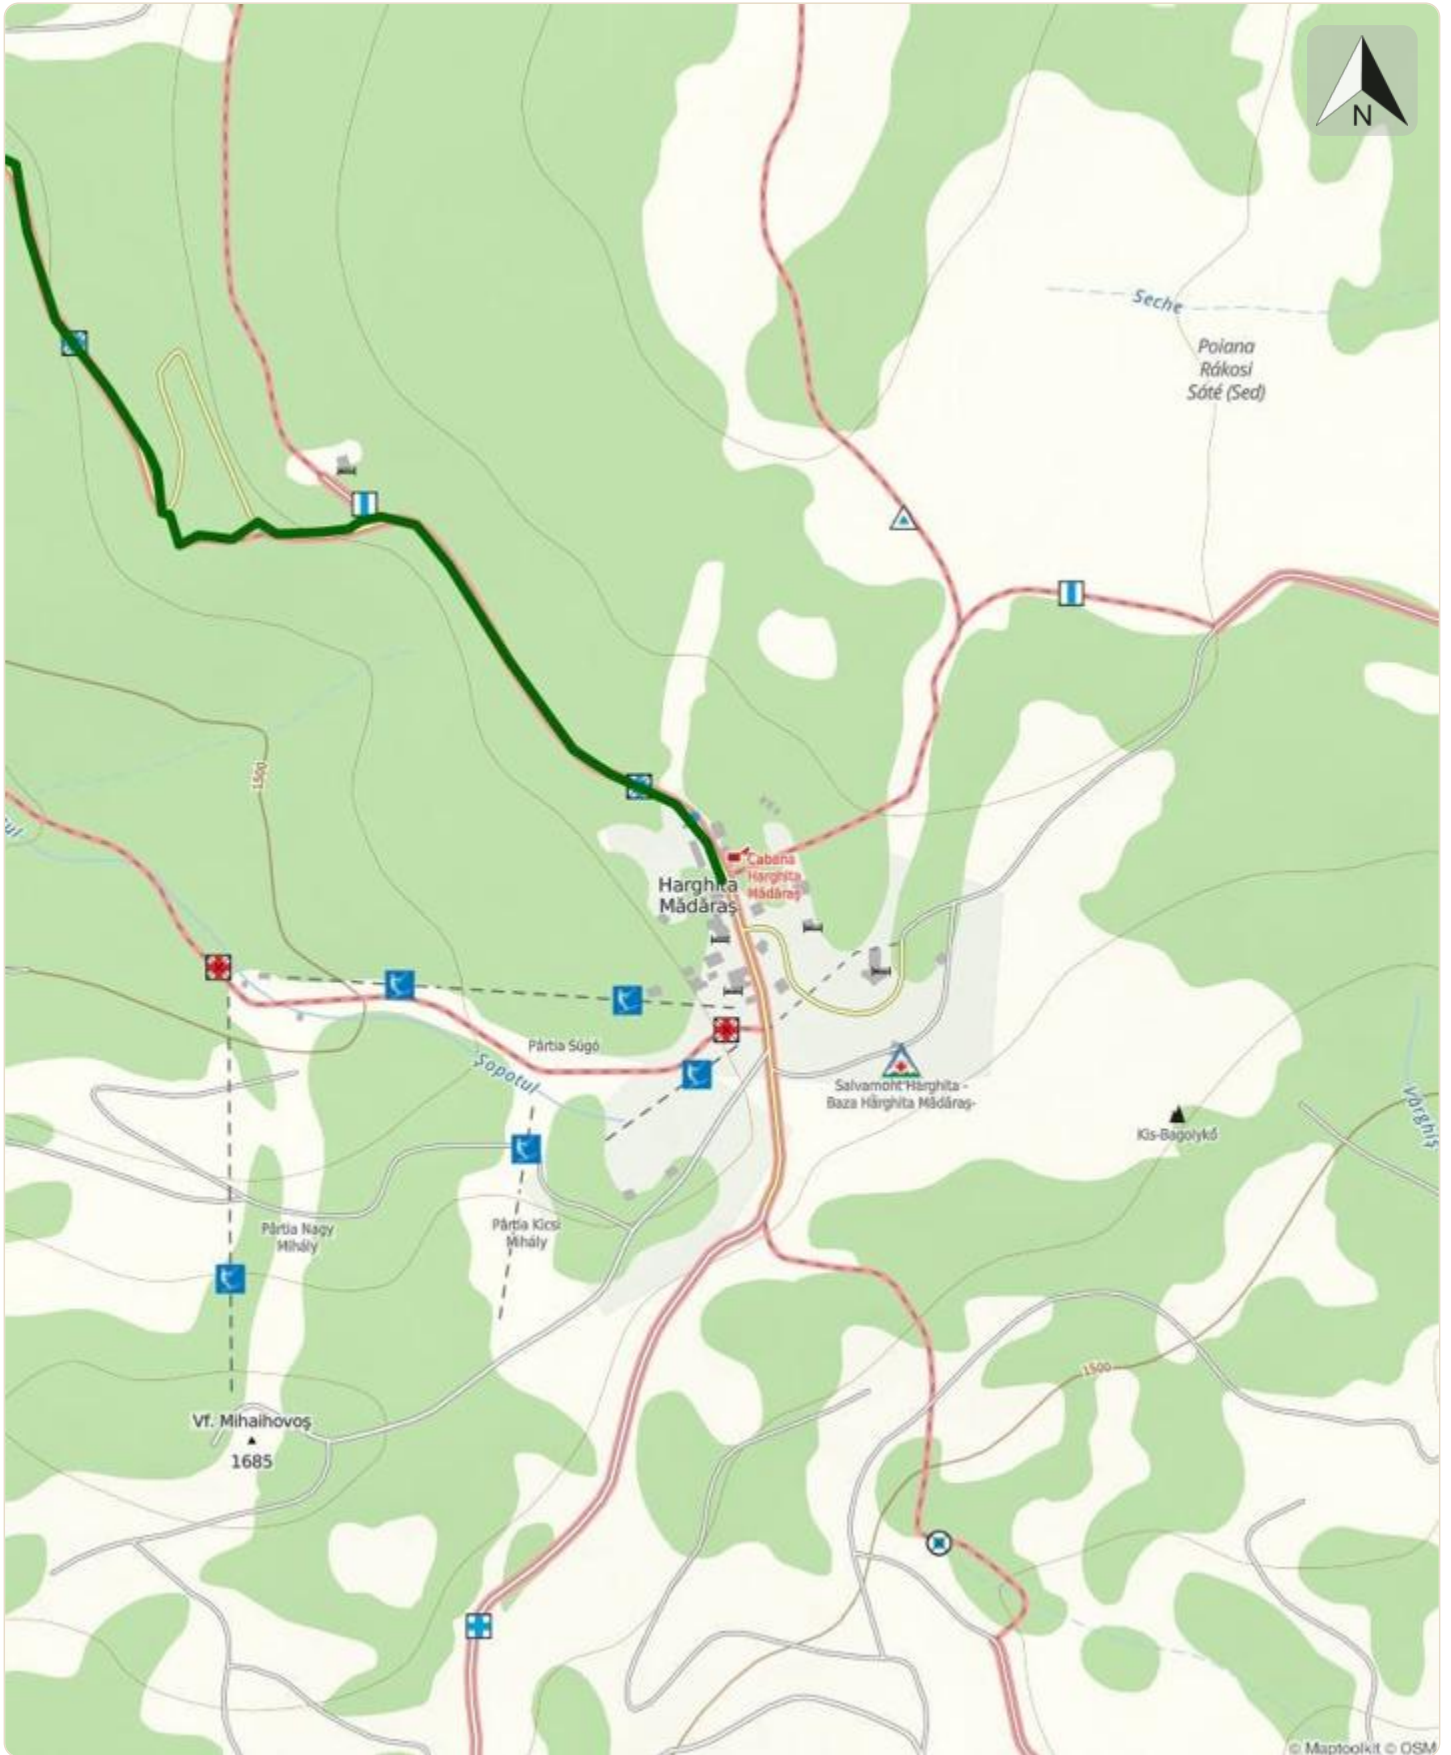 N
Seche
Poiana
Rákosi
Sáté (Sed)
1500
Cabana
Harghita
Mădăraș
Harghita
Mădăraș
Pârtia Súgó
Șopotul
Salvamont Harghita -
Baza Harghita Mădăraș-
Kis-Bagolykő
Vârghiș
Pârtia Nagy
Mihály
Pârtia Kicsi
Mihály
1500
Vf. Mihaihovoș
1685
© Maptoolkit © OSM